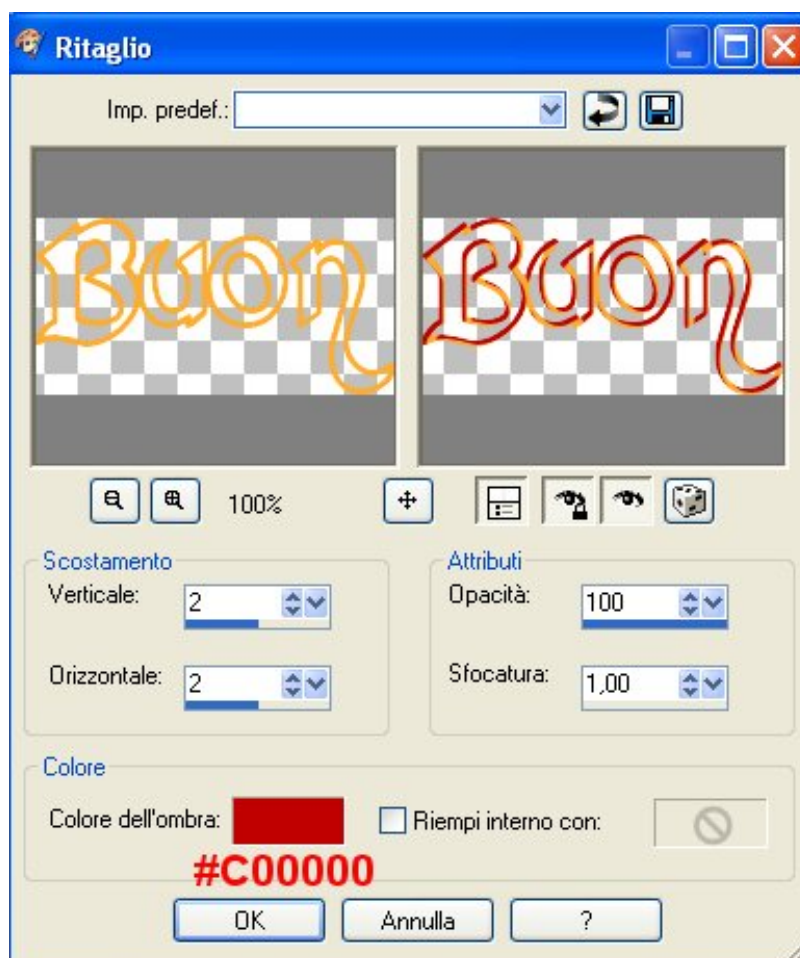 Ritaglio
Imp. predef.:
Buon Buon
100%
Scostamento Attributi
Verticale: 2 Opacità: 100
Orizzontale: 2 Sfocatura: 1,00
Colore
Colore dell'ombra: Riempi interno con:
#C00000
OK Annulla ?